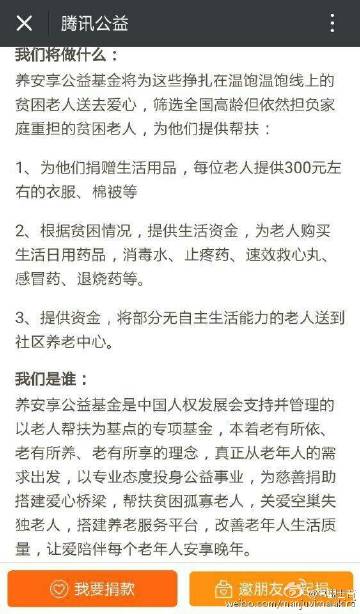 腾讯公益
我们将做什么：
养安享公益基金将为这些挣扎在温饱温饱线上的
贫困老人送去爱心，筛选全国高龄但依然担负家
庭重担的贫困老人，为他们提供帮扶：
1、为他们捐赠生活用品，每位老人提供300元左
右的衣服、棉被等
2、根据贫困情况，提供生活资金，为老人购买
生活日用药品，消毒水、止疼药、速效救心丸、
感冒药、退烧药等。
3、提供资金，将部分无自主生活能力的老人送到
社区养老中心。
我们是谁：
养安享公益基金是中国人权发展会支持并管理的
以老人帮扶为基点的专项基金，本着老有所依、
老有所养、老有所享的理念，真正从老年人的需
求出发，以专业态度投身公益事业，为慈善捐助
搭建爱心桥梁，帮扶贫困孤寡老人，关爱空巢失
独老人，搭建养老服务平台，改善老年人生活质
量，让爱陪伴每个老年人安享晚年。
我要捐款
邀朋友一起捐